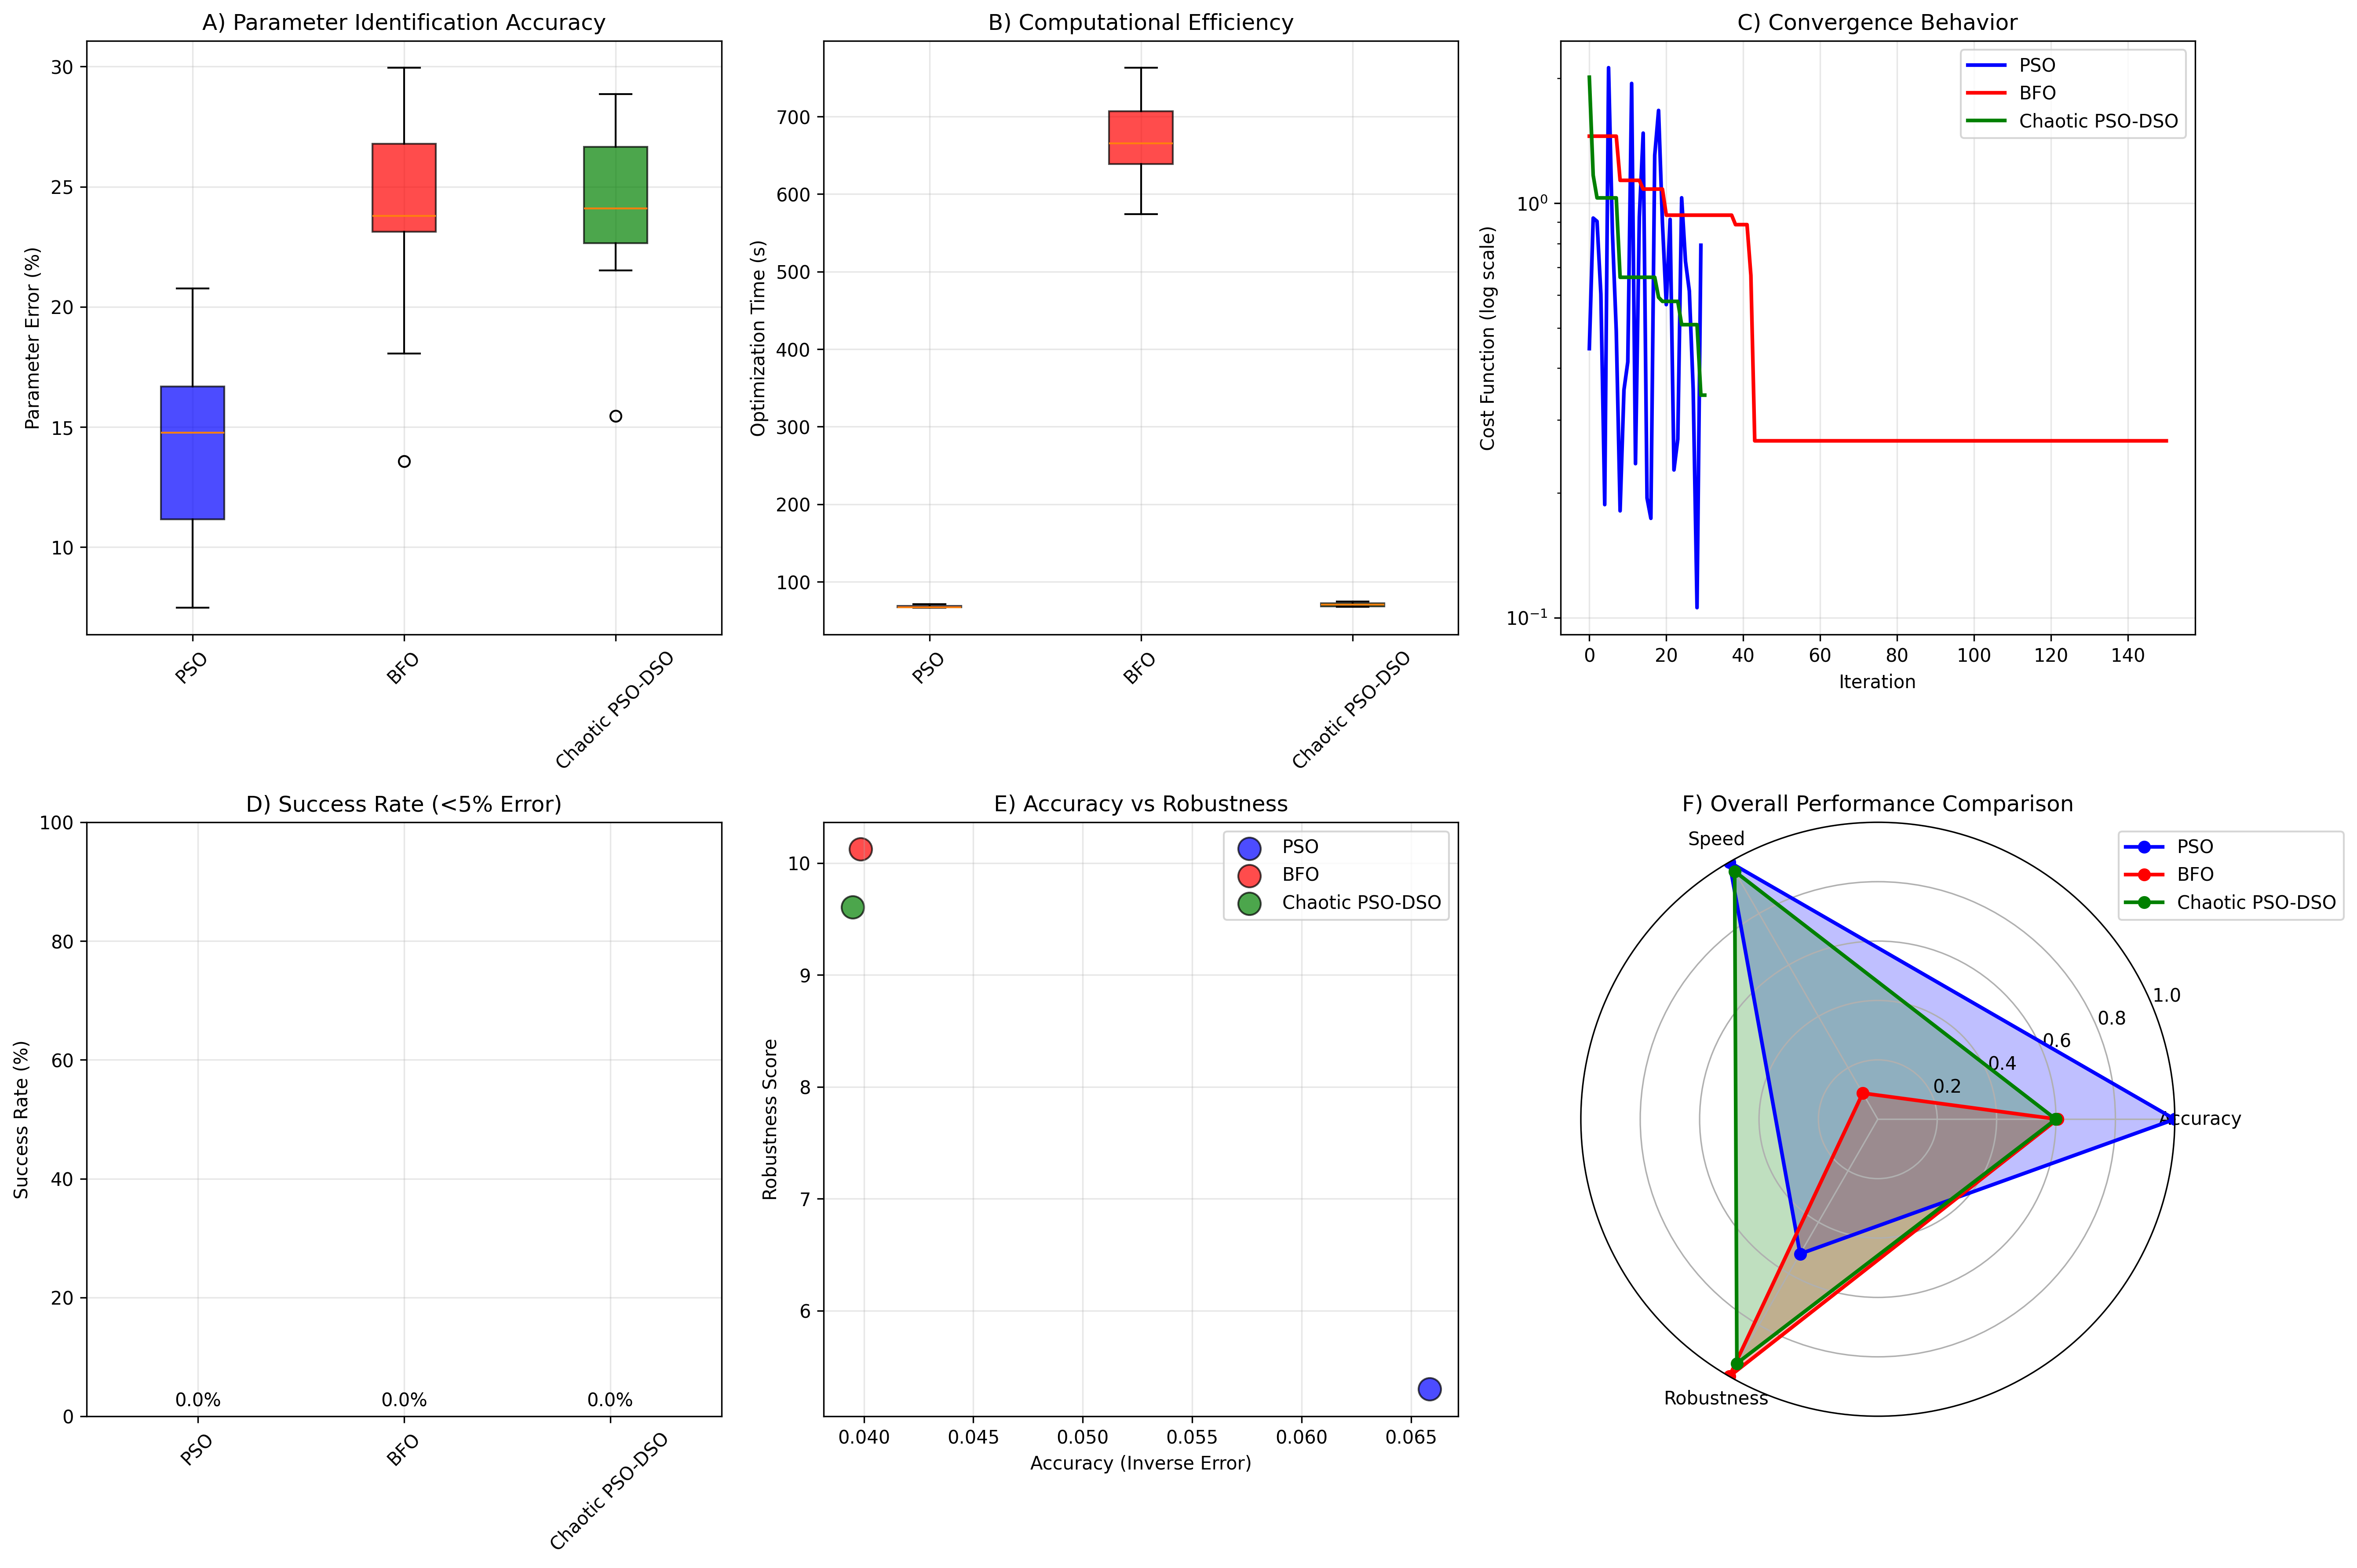 A) Parameter Identification Accuracy
Parameter Error (%)
30
25
20
15
10
PSO
BFO
Chaotic PSO-DSO
B) Computational Efficiency
Optimization Time (s)
700
600
500
400
300
200
100
PSO
BFO
Chaotic PSO-DSO
C) Convergence Behavior
Cost Function (log scale)
10⁰
10⁻¹
PSO
BFO
Chaotic PSO-DSO
0 20 40 60 80 100 120 140
Iteration
D) Success Rate (<5% Error)
Success Rate (%)
100
80
60
40
20
0
0.0% 0.0% 0.0%
PSO
BFO
Chaotic PSO-DSO
E) Accuracy vs Robustness
Robustness Score
10
9
8
7
6
PSO
BFO
Chaotic PSO-DSO
0.040 0.045 0.050 0.055 0.060 0.065
Accuracy (Inverse Error)
F) Overall Performance Comparison
Speed
PSO
BFO
Chaotic PSO-DSO
1.0
0.8
0.6
0.4
0.2
Accuracy
Robustness